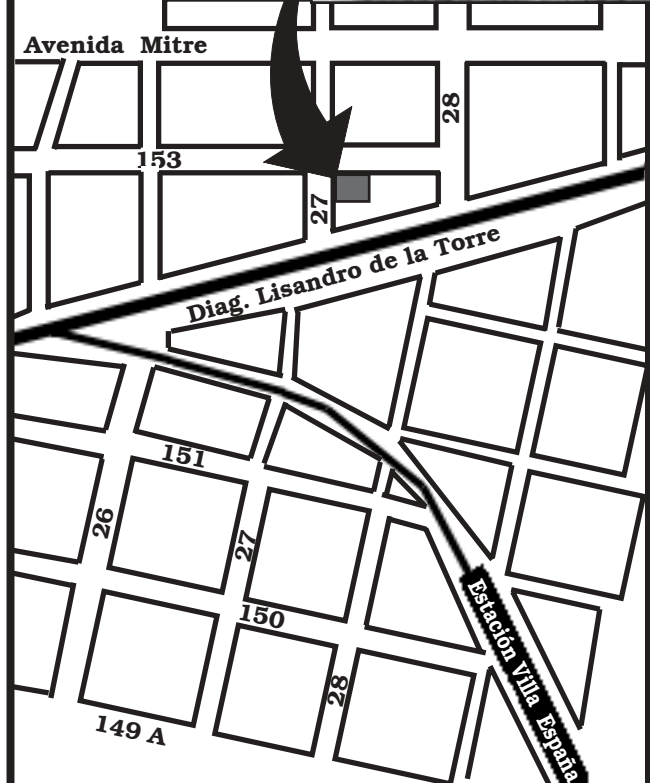 Avenida Mitre
28
153
27
Diag. Lisandro de la Torre
151
26
27
150
Estación Villa España
28
149 A